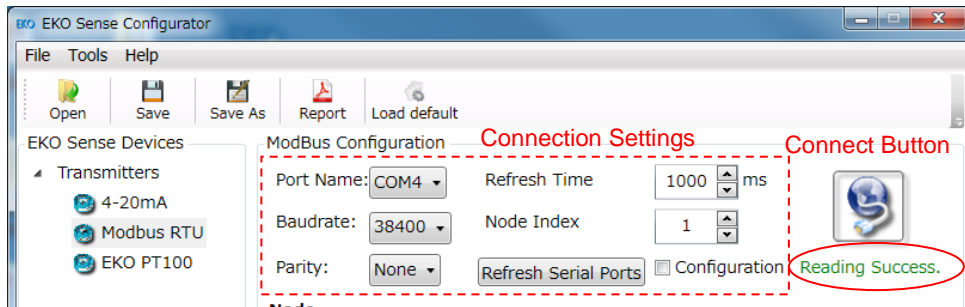 EKO EKO Sense Configurator
File Tools Help
Open Save Save As Report Load default
EKO Sense Devices
Transmitters
4-20mA
Modbus RTU
EKO PT100
ModBus Configuration
Connection Settings
Connect Button
Port Name: COM4 Refresh Time 1000 ms
Baudrate: 38400 Node Index 1
Parity: None Refresh Serial Ports Configuration
Reading Success.
Node